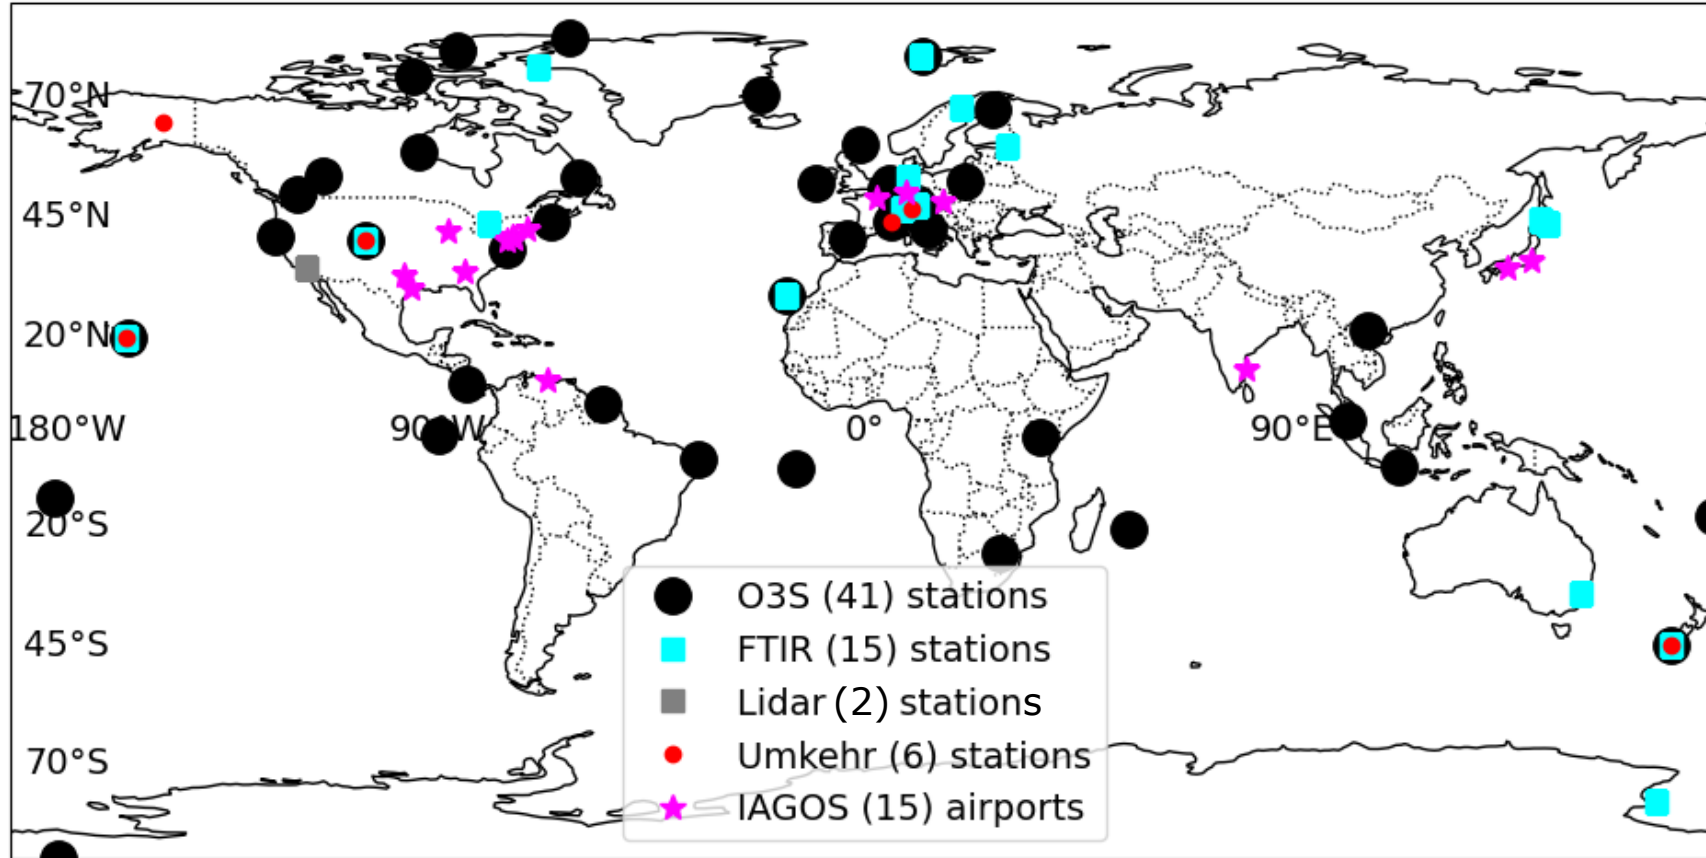 70°N
45°N
20°N
180°W 90°W 0° 90°E
20°S
45°S
70°S
O3S (41) stations
FTIR (15) stations
Lidar (2) stations
Umkehr (6) stations
IAGOS (15) airports